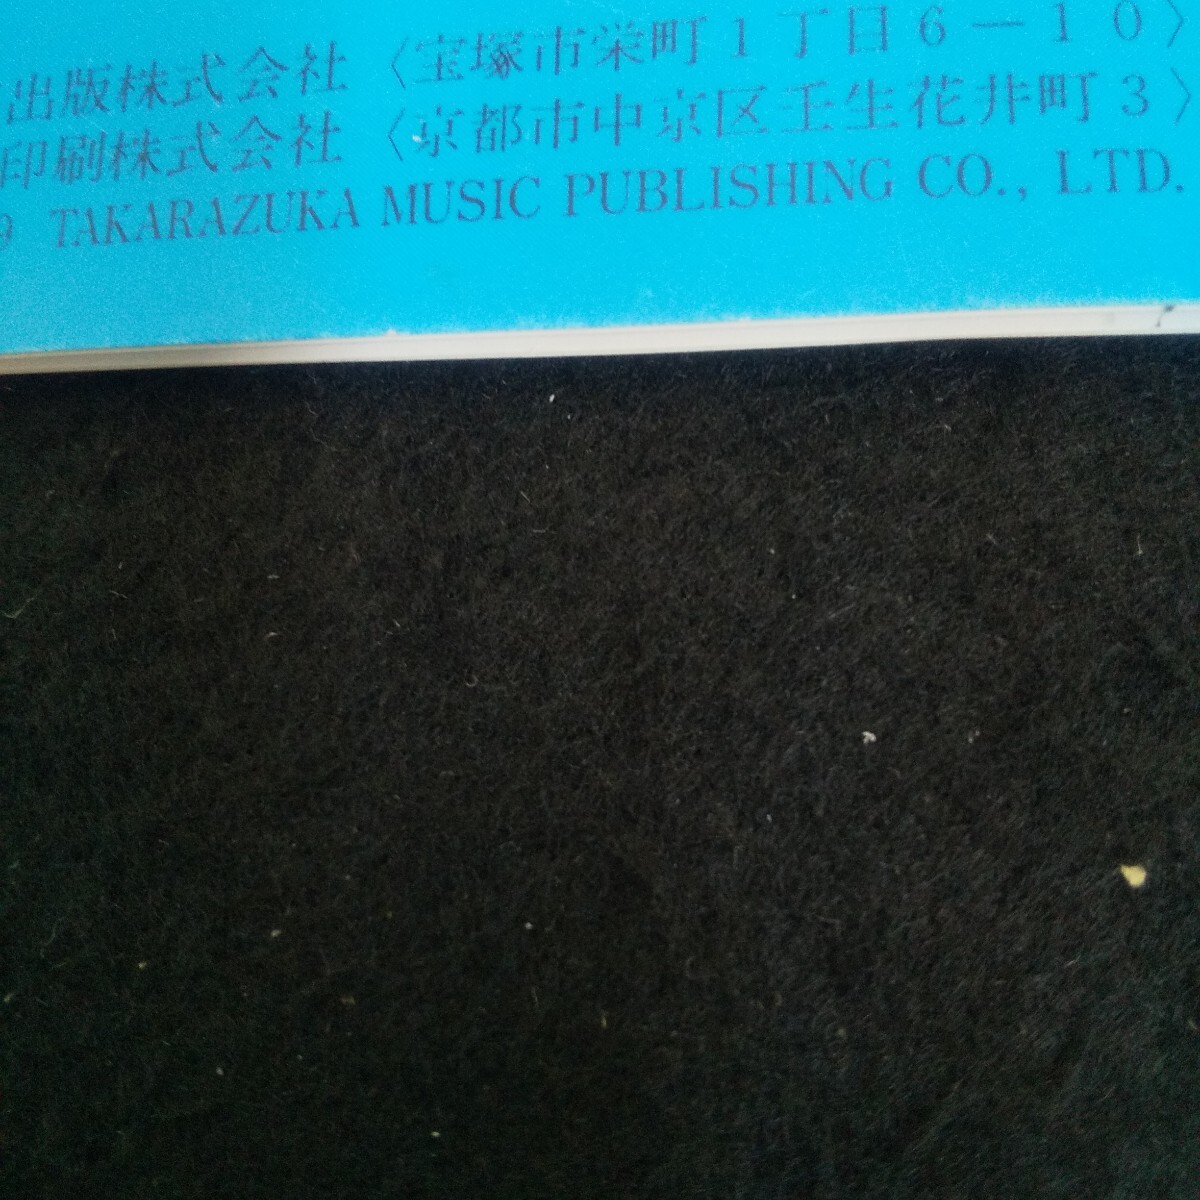 出版株式会社〈宝塚市栄町1丁目6-10〉
印刷株式会社〈京都市中京区壬生花井町3〉
9 TAKARAZUKA MUSIC PUBLISHING CO., LTD.